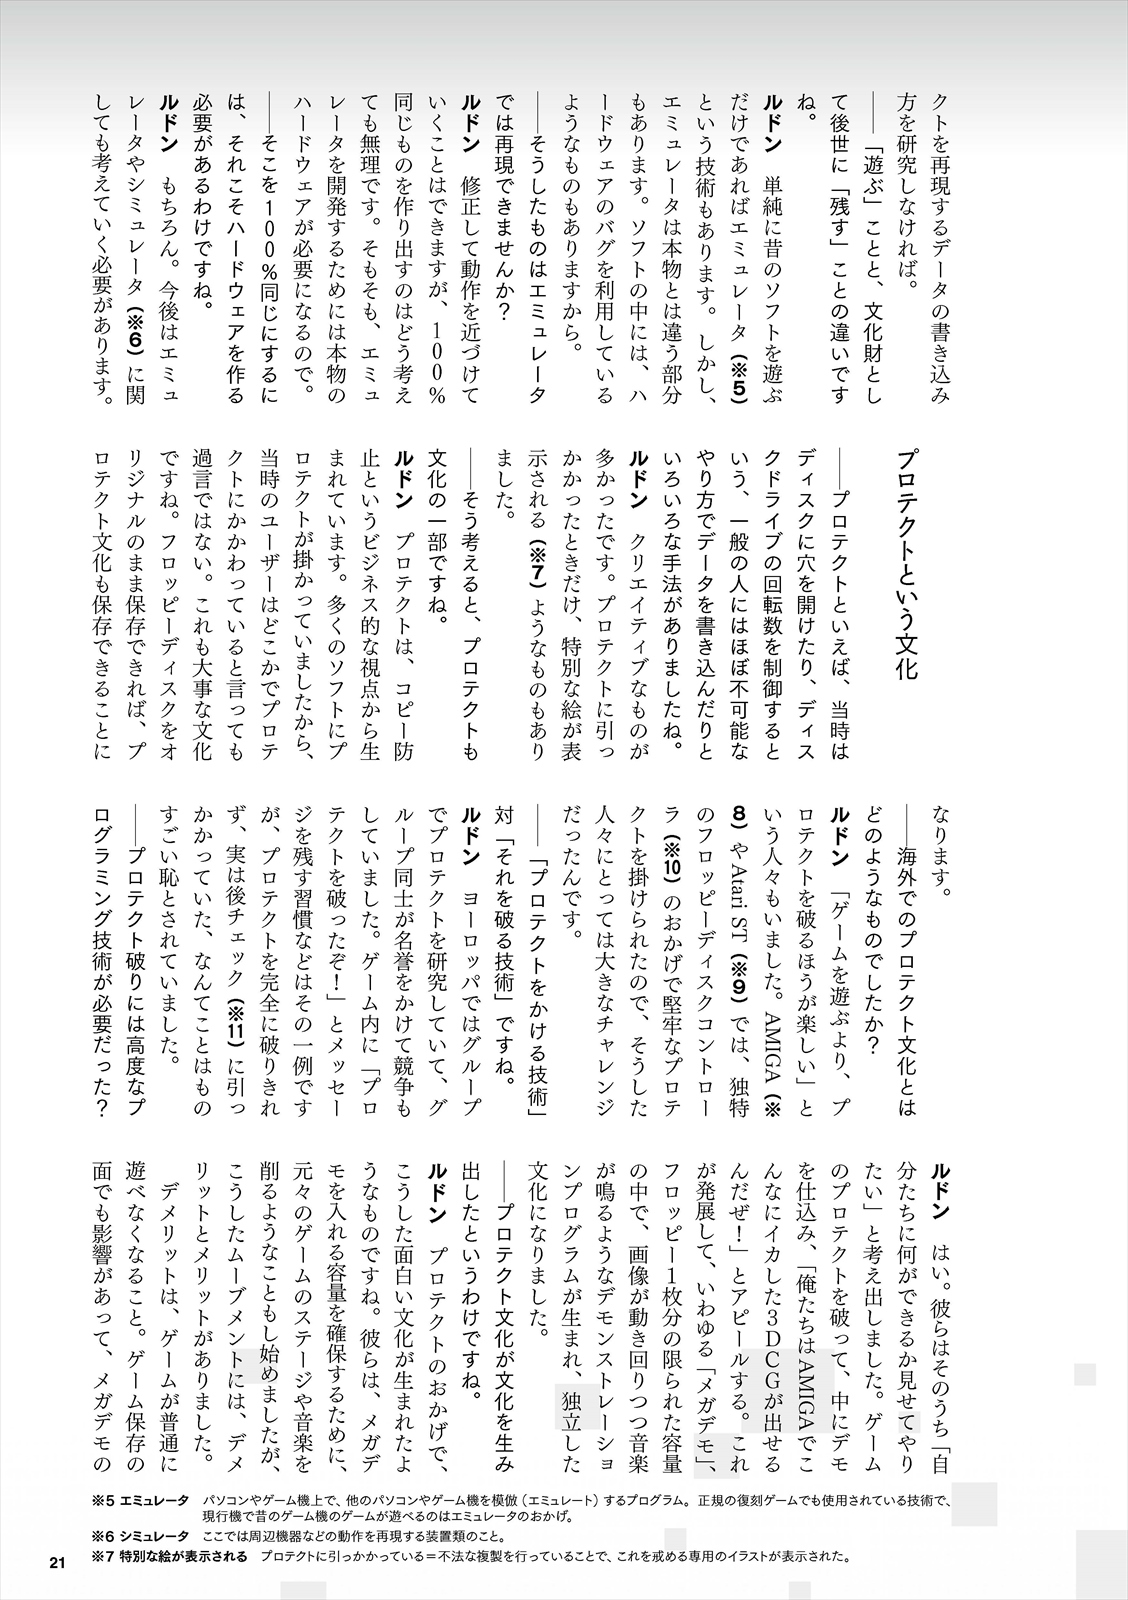 クトを再現するデータの書き込み
方を研究しなければ。
――「遊ぶ」ことと、文化財とし
て後世に「残す」ことの違いです
ね。
ルドン　単純に昔のソフトを遊ぶ
だけであればエミュレータ(※5)
という技術もあります。しかし、
エミュレータは本物とは違う部分
もあります。ソフトの中には、ハ
ードウェアのバグを利用している
ようなものもありますから。
――そうしたものはエミュレータ
では再現できませんか？
ルドン　修正して動作を近づけて
いくことはできますが、100％
同じものを作り出すのはどう考え
ても無理です。そもそも、エミュ
レータを開発するためには本物の
ハードウェアが必要になるので。
――そこを100％同じにするに
は、それこそハードウェアを作る
必要があるわけですね。
ルドン　もちろん。今後はエミュ
レータやシミュレータ(※6)に関
しても考えていく必要があります。
プロテクトという文化
――プロテクトといえば、当時は
ディスクに穴を開けたり、ディス
クドライブの回転数を制御すると
いう、一般の人にはほぼ不可能な
やり方でデータを書き込んだりと
いろいろな手法がありましたね。
ルドン　クリエイティブなものが
多かったです。プロテクトに引っ
かかったときだけ、特別な絵が表
示される(※7)ようなものもあり
ました。
――そう考えると、プロテクトも
文化の一部ですね。
ルドン　プロテクトは、コピー防
止というビジネス的な視点から生
まれています。多くのソフトにプ
ロテクトが掛かっていましたから、
当時のユーザーはどこかでプロテ
クトにかかわっていると言っても
過言ではない。これも大事な文化
ですね。フロッピーディスクをオ
リジナルのまま保存できれば、プ
ロテクト文化も保存できることに
なります。
――海外でのプロテクト文化とは
どのようなものでしたか？
ルドン　「ゲームを遊ぶより、プ
ロテクトを破るほうが楽しい」と
いう人々もいました。AMIGA(※
8)やAtari ST(※9)では、独特
のフロッピーディスクコントロー
ラ(※10)のおかげで堅牢なプロテ
クトを掛けられたので、そうした
人々にとっては大きなチャレンジ
だったんです。
――「プロテクトをかける技術」
対「それを破る技術」ですね。
ルドン　ヨーロッパではグループ
でプロテクトを研究していて、グ
ループ同士が名誉をかけて競争も
していました。ゲーム内に「プロ
テクトを破ったぞ！」とメッセー
ジを残す習慣などはその一例です
が、プロテクトを完全に破りきれ
ず、実は後チェック(※11)に引っ
かかっていた、なんてことはもの
すごい恥とされていました。
――プロテクト破りには高度なプ
ログラミング技術が必要だった？
ルドン　はい。彼らはそのうち「自
分たちに何ができるか見せてやり
たい」と考え出しました。ゲーム
のプロテクトを破って、中にデモ
を仕込み、「俺たちはAMIGAでこ
んなにイカした3DCGが出せる
んだぜ！」とアピールする。これ
が発展して、いわゆる「メガデモ」、
フロッピー1枚分の限られた容量
の中で、画像が動き回りつつ音楽
が鳴るようなデモンストレーショ
ンプログラムが生まれ、独立した
文化になりました。
――プロテクト文化が文化を生み
出したというわけですね。
ルドン　プロテクトのおかげで、
こうした面白い文化が生まれたよ
うなものですね。彼らは、メガデ
モを入れる容量を確保するために、
元々のゲームのステージや音楽を
削るようなこともし始めましたが、
こうしたムーブメントには、デメ
リットとメリットがありました。
　デメリットは、ゲームが普通に
遊べなくなること。ゲーム保存の
面でも影響があって、メガデモの
※5 エミュレータ　パソコンやゲーム機上で、他のパソコンやゲーム機を模倣（エミュレート）するプログラム。正規の復刻ゲームでも使用されている技術で、
現行機で昔のゲーム機のゲームが遊べるのはエミュレータのおかげ。
※6 シミュレータ　ここでは周辺機器などの動作を再現する装置類のこと。
※7 特別な絵が表示される　プロテクトに引っかかっている＝不法な複製を行っていることで、これを戒める専用のイラストが表示された。
21